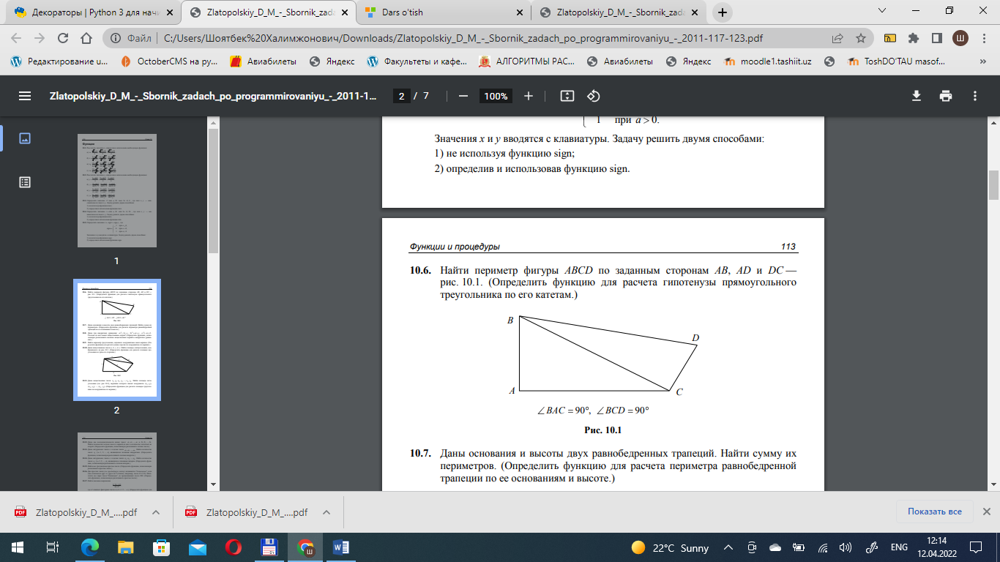 Декораторы | Python 3 для начи
Zlatopolskiy_D_M_-_Sbornik_zada
Dars o'tish
Zlatopolskiy_D_M_-_Sbornik_zada
Файл
C:/Users/Шоятбек%20Халимжонович/Downloads/Zlatopolskiy_D_M_-_Sbornik_zadach_po_programmirovaniyu_-_2011-117-123.pdf
Ш
Редактирование u...
OctoberCMS на ру...
Авиабилеты
Яндекс
Факультеты и кафе...
АЛГОРИТМЫ РАС...
Авиабилеты
Яндекс
moodle1.tashiit.uz
ToshDO'TAU masof...
»
Zlatopolskiy_D_M_-_Sbornik_zadach_po_programmirovaniyu_-_2011-1...
2 / 7
100%
1
2
1 при a > 0.
Значения x и y вводятся с клавиатуры. Задачу решить двумя способами:
1) не используя функцию sign;
2) определив и использовав функцию sign.
Функции и процедуры 113
10.6. Найти периметр фигуры ABCD по заданным сторонам AB, AD и DC —
рис. 10.1. (Определить функцию для расчета гипотенузы прямоугольного
треугольника по его катетам.)
B
D
A
C
∠BAC = 90°, ∠BCD = 90°
Рис. 10.1
10.7. Даны основания и высоты двух равнобедренных трапеций. Найти сумму их
периметров. (Определить функцию для расчета периметра равнобедренной
трапеции по ее основаниям и высоте.)
PDF
Zlatopolskiy_D_M_....pdf
PDF
Zlatopolskiy_D_M_....pdf
Показать все
22°C Sunny
ENG
12:14
12.04.2022